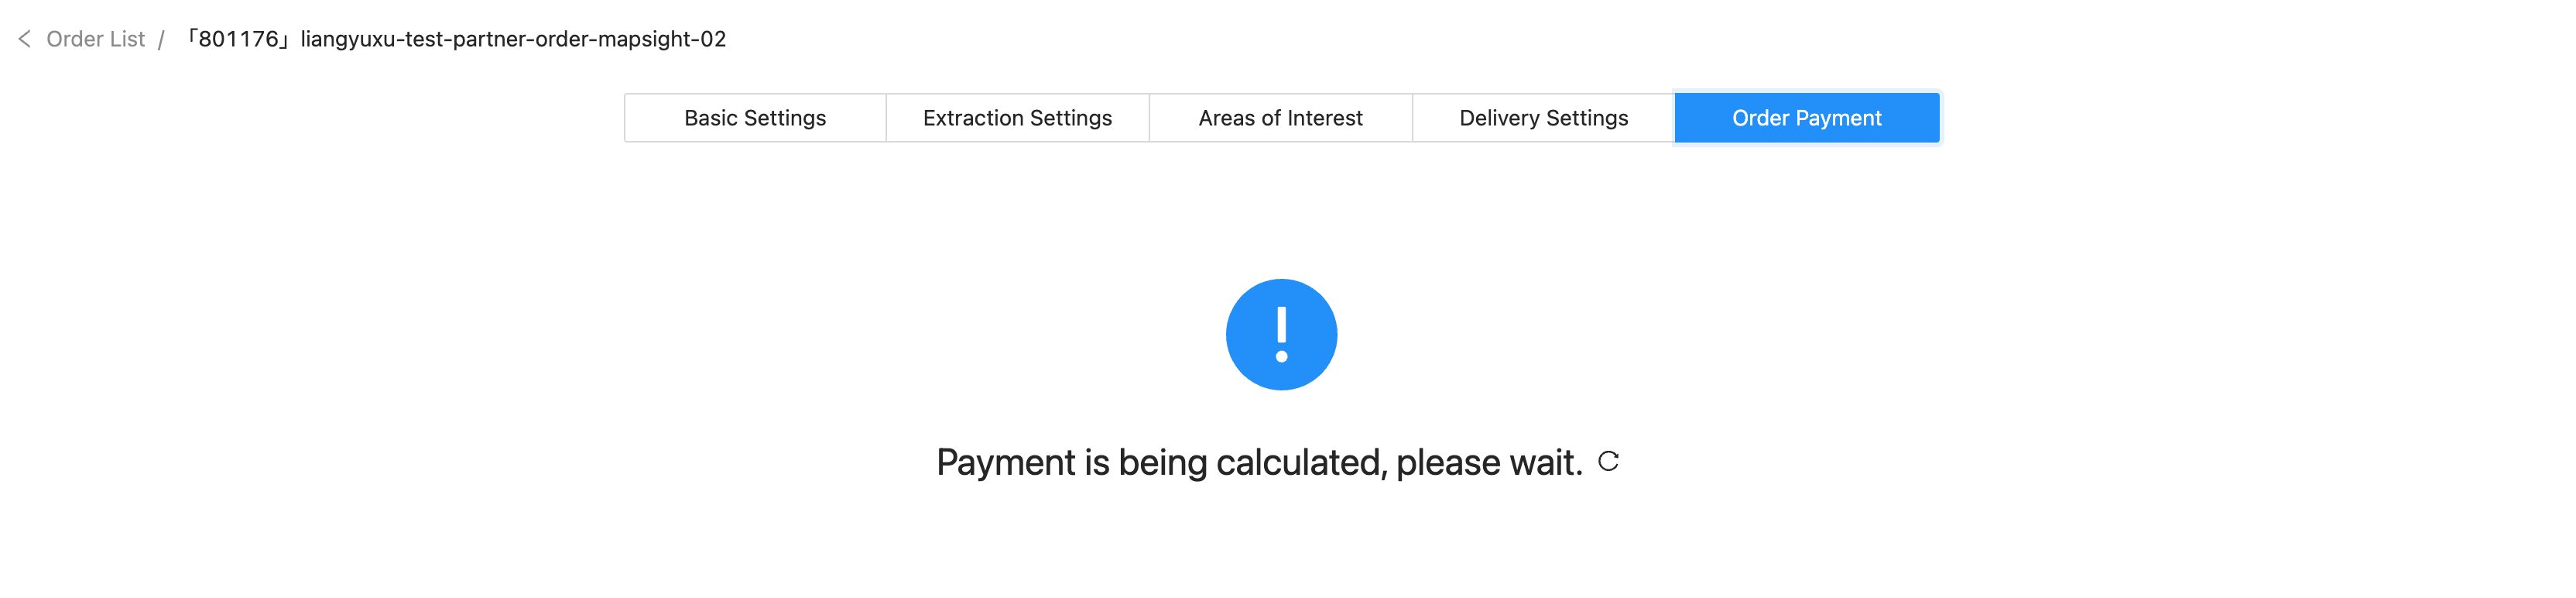 Order List / 「801176」liangyuxu-test-partner-order-mapsight-02
Basic Settings
Extraction Settings
Areas of Interest
Delivery Settings
Order Payment
Payment is being calculated, please wait.